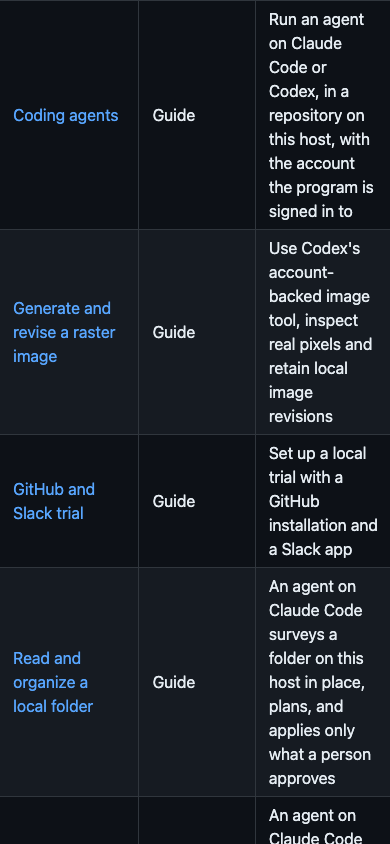 Coding agents
Guide
Run an agent
on Claude
Code or
Codex, in a
repository on
this host, with
the account
the program is
signed in to
Generate and
revise a raster
image
Guide
Use Codex's
account-
backed image
tool, inspect
real pixels and
retain local
image
revisions
GitHub and
Slack trial
Guide
Set up a local
trial with a
GitHub
installation and
a Slack app
Read and
organize a
local folder
Guide
An agent on
Claude Code
surveys a
folder on this
host in place,
plans, and
applies only
what a person
approves
An agent on
Claude Code